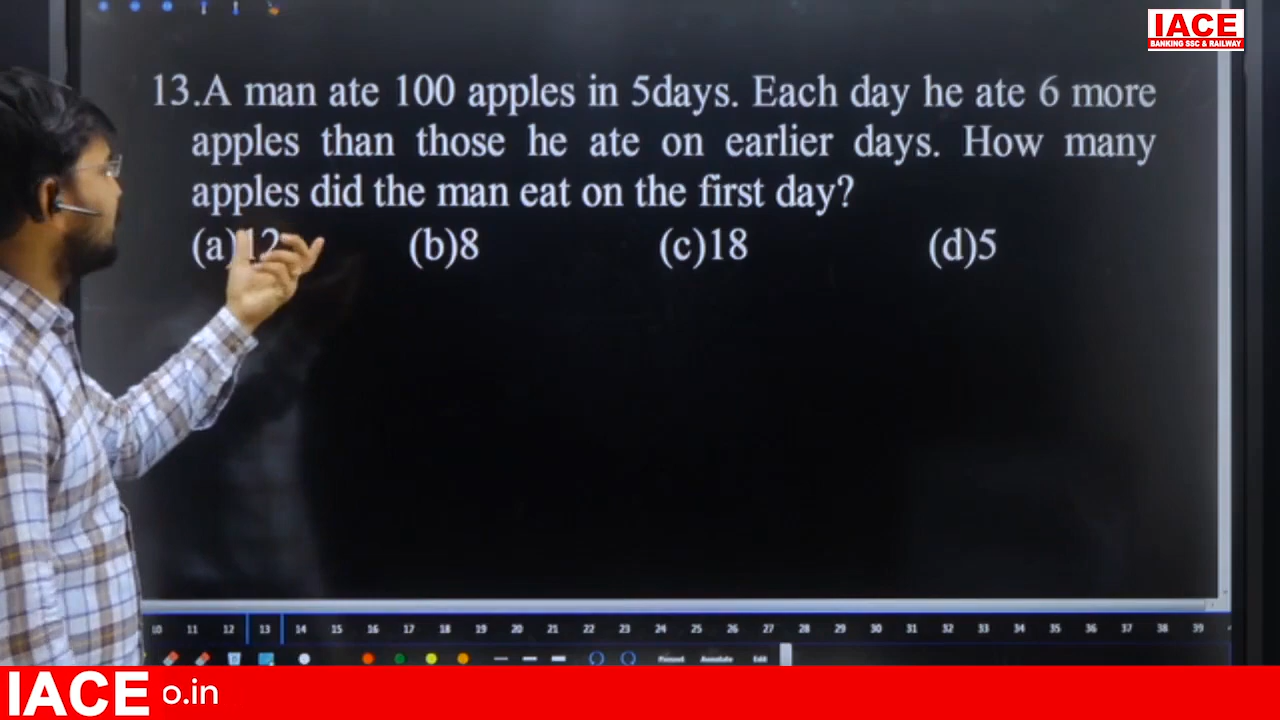 IACE
BANKING SSC & RAILWAY
13.A man ate 100 apples in 5days. Each day he ate 6 more
apples than those he ate on earlier days. How many
apples did the man eat on the first day?
(a)12 (b)8 (c)18 (d)5
10 11 12 13 14 15 16 17 18 19 20 21 22 23 24 25 26 27 28 29 30 31 32 33 34 35 36 37 38 39
Annotate Edit
IACE o.in